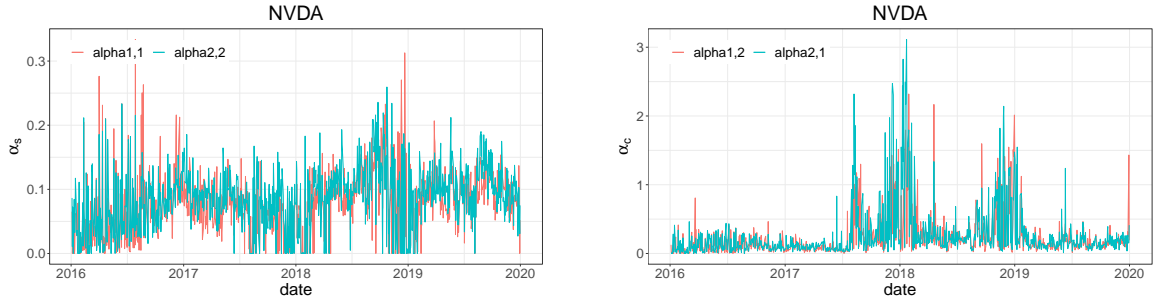 NVDA
alpha1,1 alpha2,2
αs
0.3
0.2
0.1
0.0
2016 2017 2018 2019 2020
date
NVDA
alpha1,2 alpha2,1
αc
3
2
1
0
2016 2017 2018 2019 2020
date